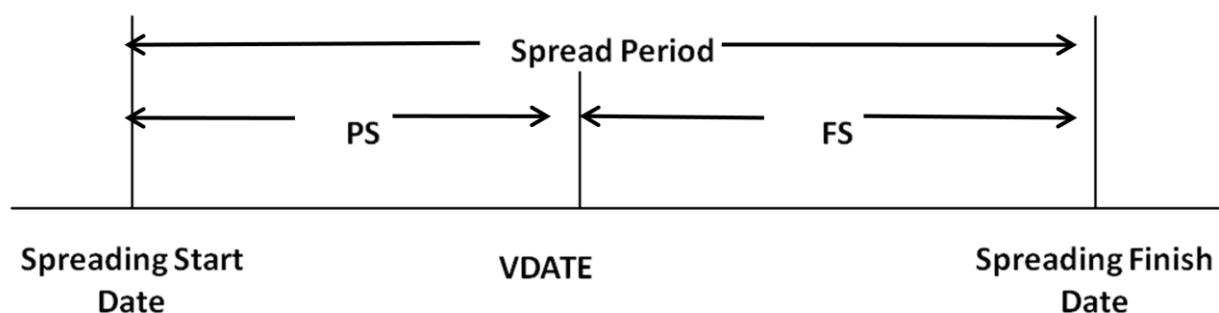 Spread Period
PS
FS
Spreading Start
Date
VDATE
Spreading Finish
Date